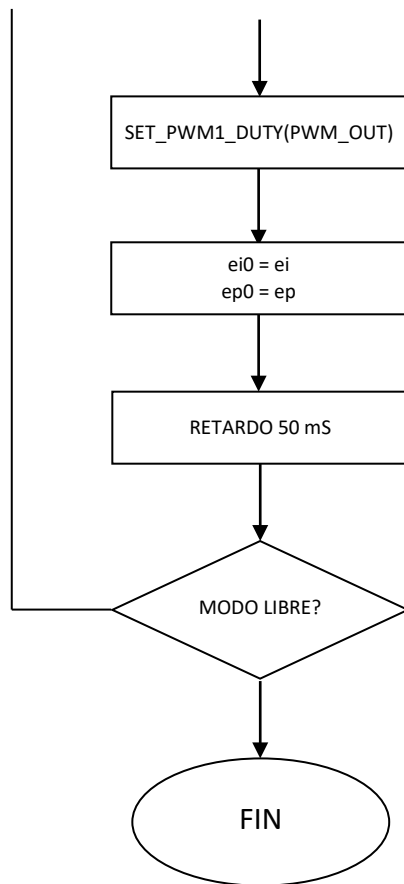 SET_PWM1_DUTY(PWM_OUT)
ei0 = ei
ep0 = ep
RETARDO 50 mS
MODO LIBRE?
FIN